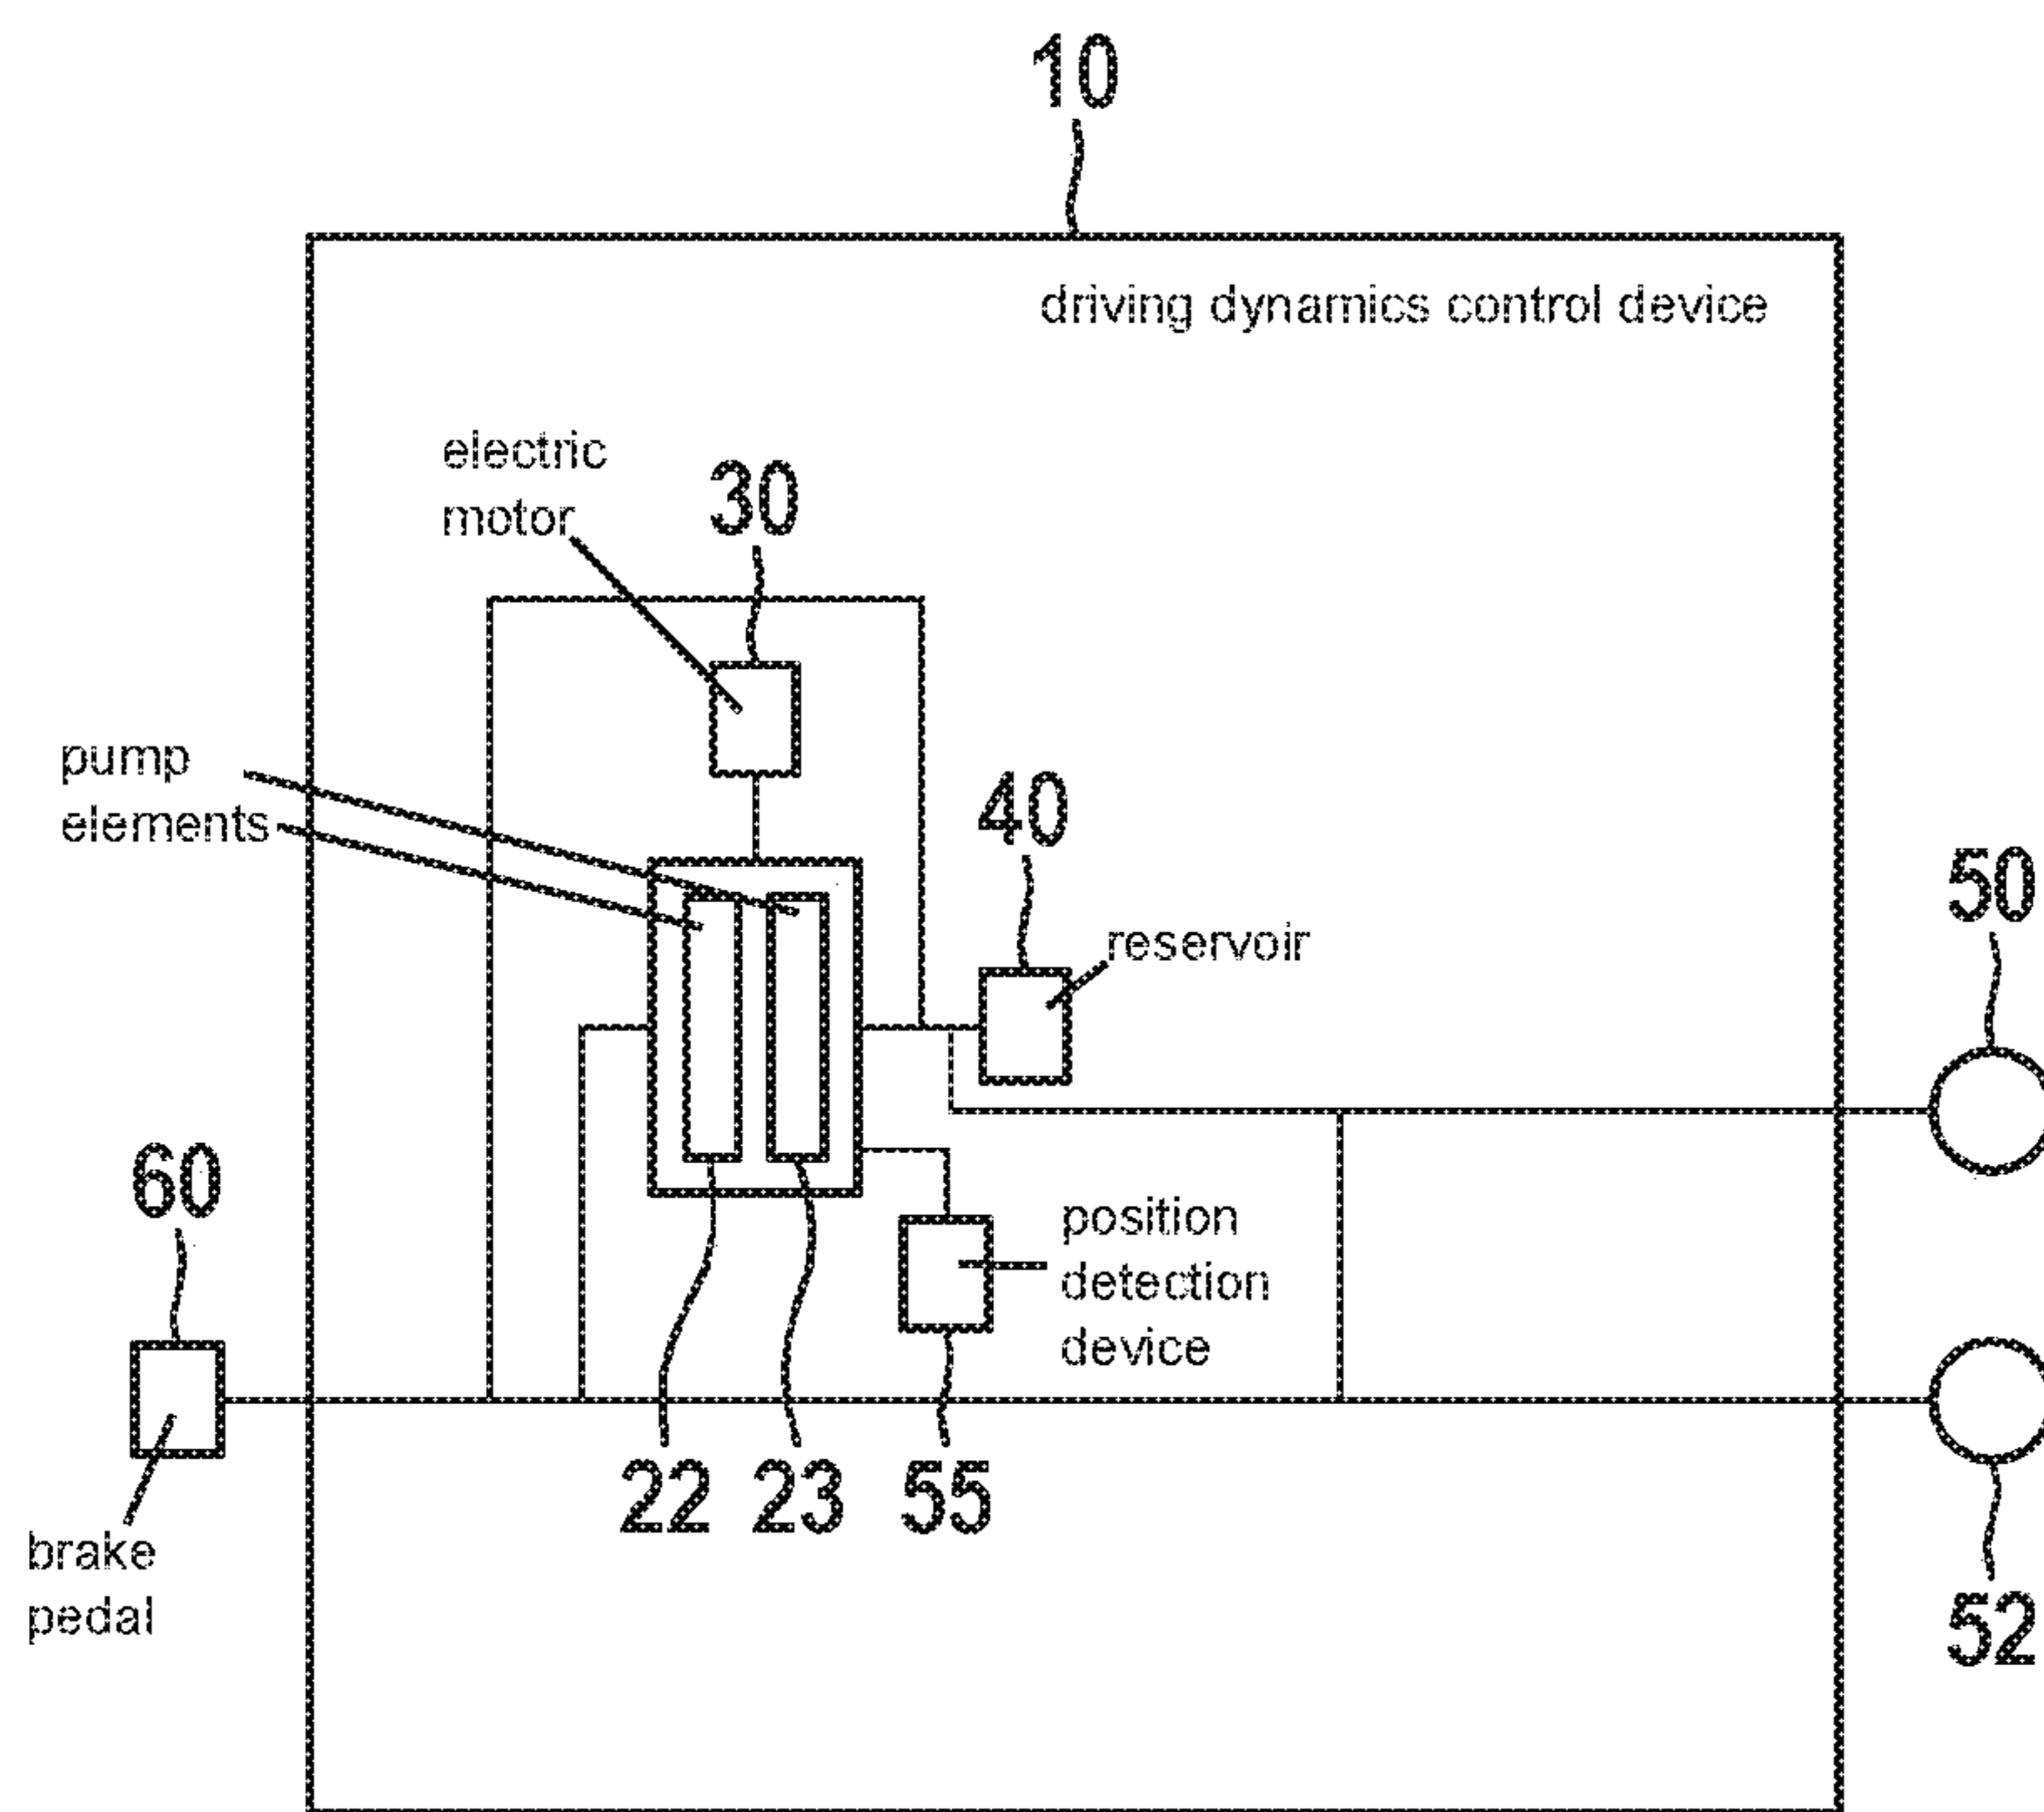 10
driving dynamics control device
electric
motor
30
pump
elements
40
reservoir
50
60
position
detection
device
22 23 55
brake
pedal
52